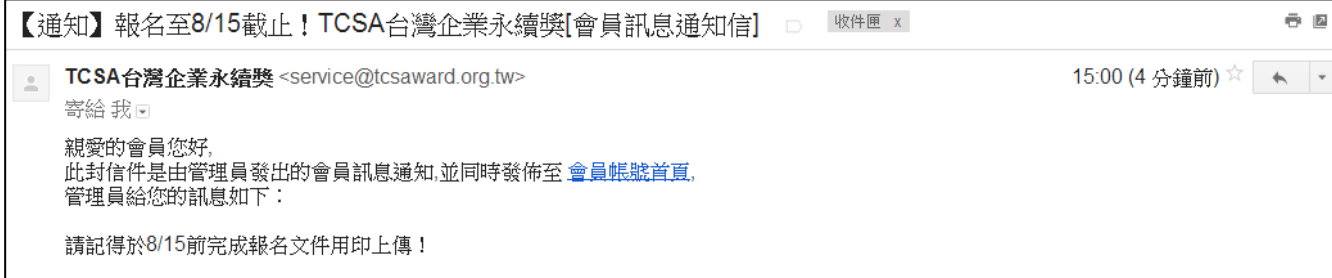 【通知】報名至8/15截止！TCSA台灣企業永續獎[會員訊息通知信]
收件匣 x
TCSA台灣企業永續獎 <service@tcsaward.org.tw>
15:00 (4 分鐘前)
寄給 我
親愛的會員您好,
此封信件是由管理員發出的會員訊息通知,並同時發佈至 會員帳號首頁,
管理員給您的訊息如下：
請記得於8/15前完成報名文件用印上傳！